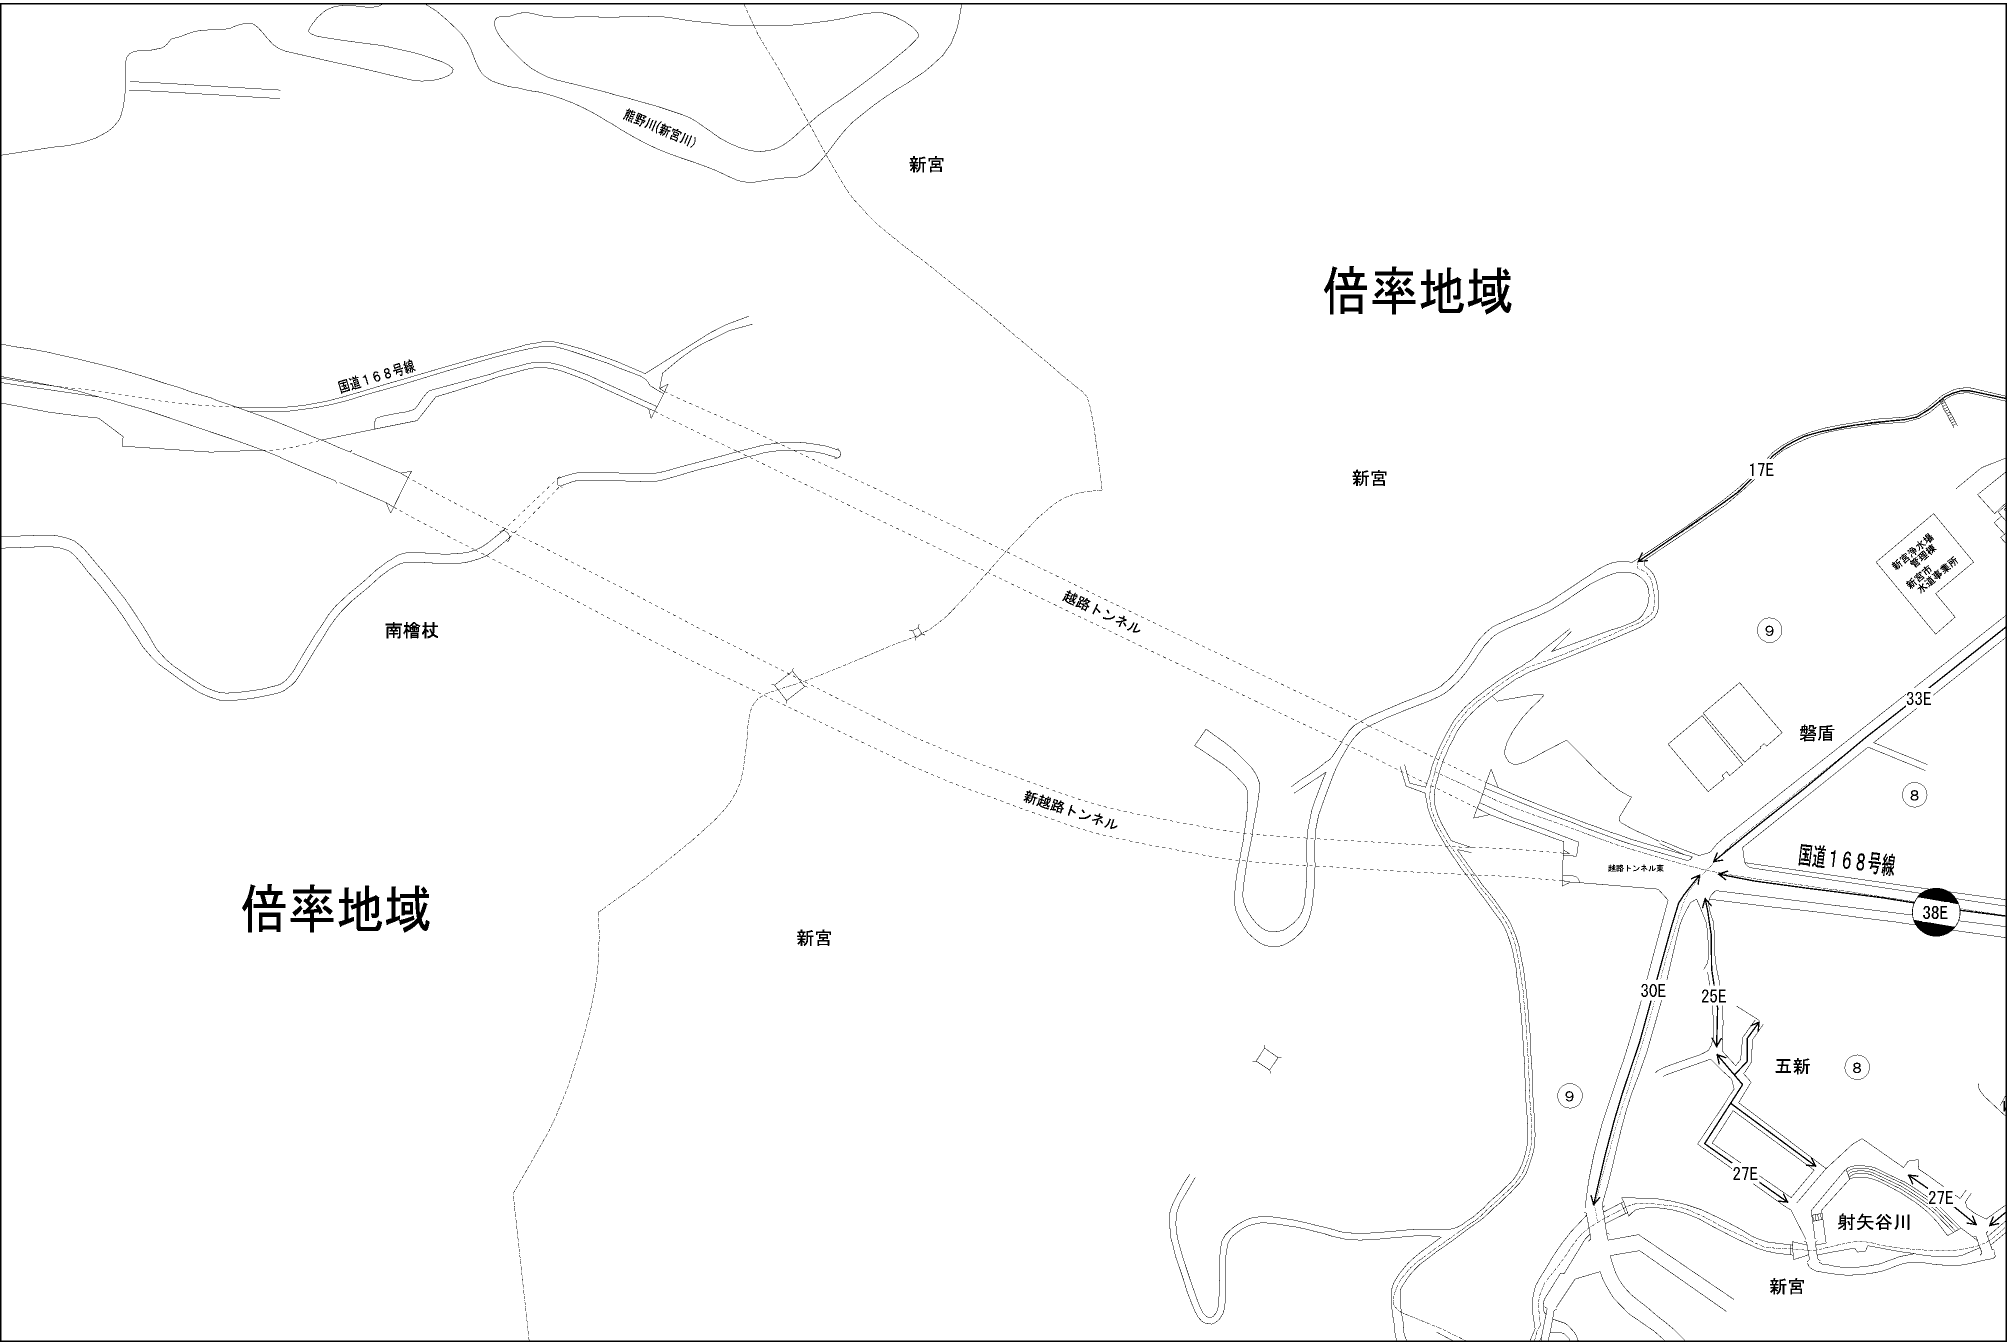 熊野川(新宮川)
新宮
倍率地域
国道168号線
17E
新宮
新宮浄水場
管理棟
新宮市
水道事業所
越路トンネル
南檜杖
9
33E
磐盾
8
新越路トンネル
国道168号線
越路トンネル東
38E
倍率地域
新宮
30E
25E
五新
8
9
27E
27E
射矢谷川
新宮